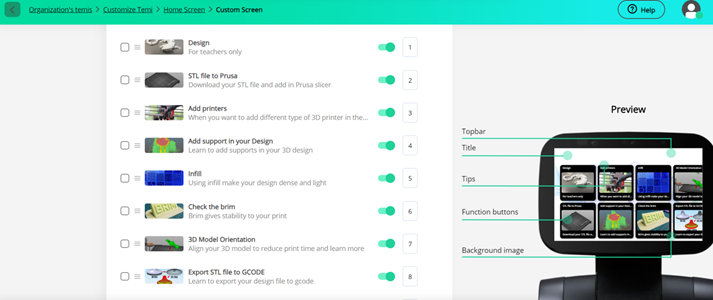 Organization's temis > Customize Temi > Home Screen > Custom Screen
Help
Design
For teachers only
1
STL file to Prusa
Download your STL file and add in Prusa slicer
2
Add printers
When you want to add different type of 3D printer in the...
3
Add support in your Design
Learn to add supports in your 3D design
4
Infill
Using infill make your design dense and light
5
Check the brim
Brin gives stability to your print
6
3D Model Orientation
Align your 3D model to reduce print time and learn more
7
Export STL file to GCODE
Learn to export your design file to gcode
8
Preview
Topbar
Title
Tips
Function buttons
Background image